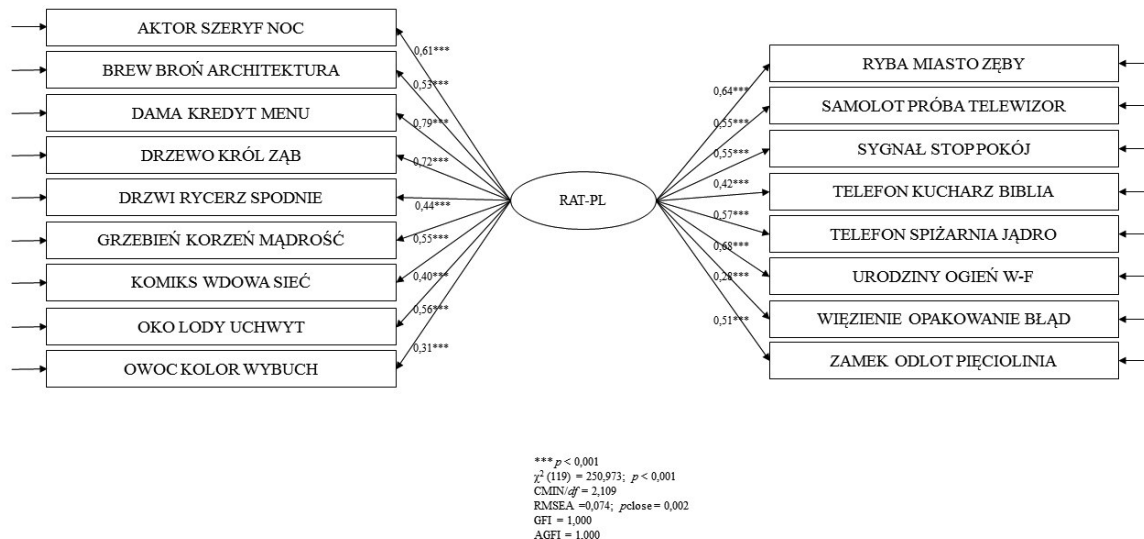 AKTOR SZERYF NOC
BREW BROŃ ARCHITEKTURA
DAMA KREDYT MENU
DRZEWO KRÓL ZĄB
DRZWI RYCERZ SPODNIE
GRZEBIEŃ KORZEŃ MĄDROŚĆ
KOMIKS WDOWA SIEĆ
OKO LODY UCHWYT
OWOC KOLOR WYBUCH
0,61***
0,53***
0,79***
0,72***
0,44***
0,55***
0,40***
0,56***
0,31***
RAT-PL
0,64***
0,55***
0,55***
0,42***
0,57***
0,68***
0,28***
0,51***
RYBA MIASTO ZĘBY
SAMOLOT PRÓBA TELEWIZOR
SYGNAŁ STOP POKÓJ
TELEFON KUCHARZ BIBLIA
TELEFON SPIŻARNIA JĄDRO
URODZINY OGIEŃ W-F
WIĘZIENIE OPAKOWANIE BŁĄD
ZAMEK ODLOT PIĘCIOLINIA
*** p < 0,001
χ² (119) = 250,973; p < 0,001
CMIN/df = 2,109
RMSEA =0,074; pclose = 0,002
GFI = 1,000
AGFI = 1,000